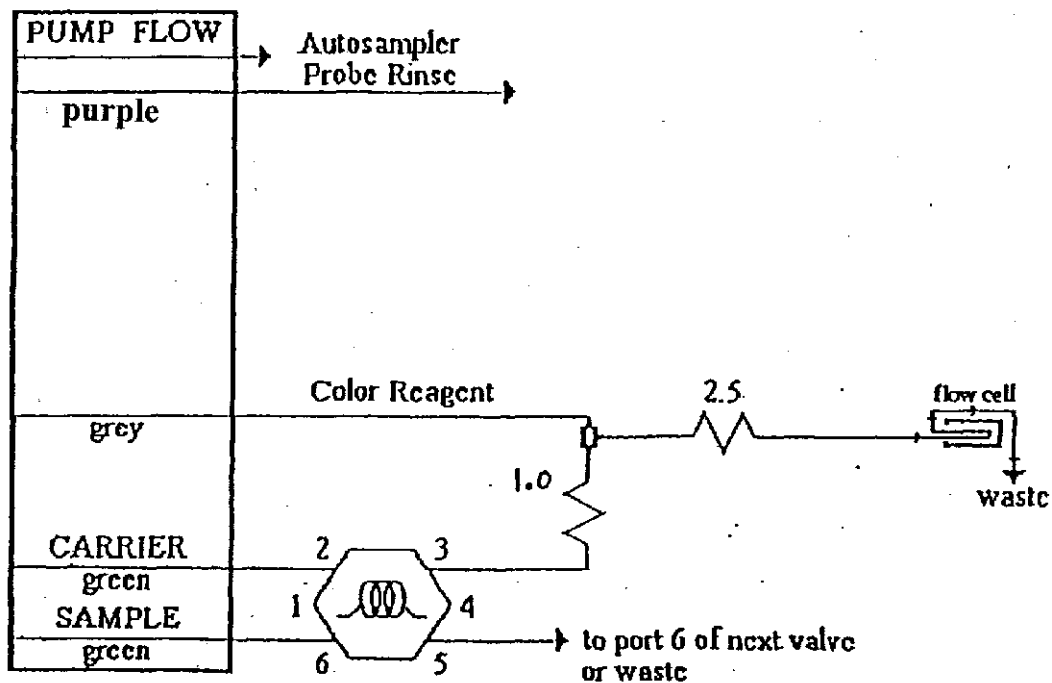 PUMP FLOW
Autosampler
Probe Rinse
purple
Color Reagent
grey
2.5
flow cell
waste
1.0
CARRIER
green
SAMPLE
green
2
3
1
4
6
5
to port 6 of next valve
or waste